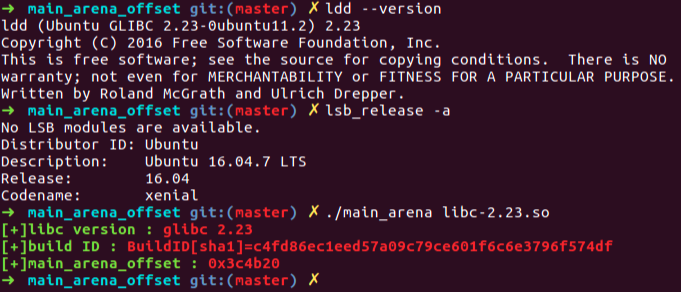 ➜ main_arena_offset git:(master) ✗ ldd --version
ldd (Ubuntu GLIBC 2.23-0ubuntu11.2) 2.23
Copyright (C) 2016 Free Software Foundation, Inc.
This is free software; see the source for copying conditions.  There is NO
warranty; not even for MERCHANTABILITY or FITNESS FOR A PARTICULAR PURPOSE.
Written by Roland McGrath and Ulrich Drepper.
➜ main_arena_offset git:(master) ✗ lsb_release -a
No LSB modules are available.
Distributor ID: Ubuntu
Description:    Ubuntu 16.04.7 LTS
Release:        16.04
Codename:       xenial
➜ main_arena_offset git:(master) ✗ ./main_arena libc-2.23.so
[+]libc version : glibc 2.23
[+]build ID : BuildID[sha1]=c4fd86ec1eed57a09c79ce601f6c6e3796f574df
[+]main_arena_offset : 0x3c4b20
➜ main_arena_offset git:(master) ✗